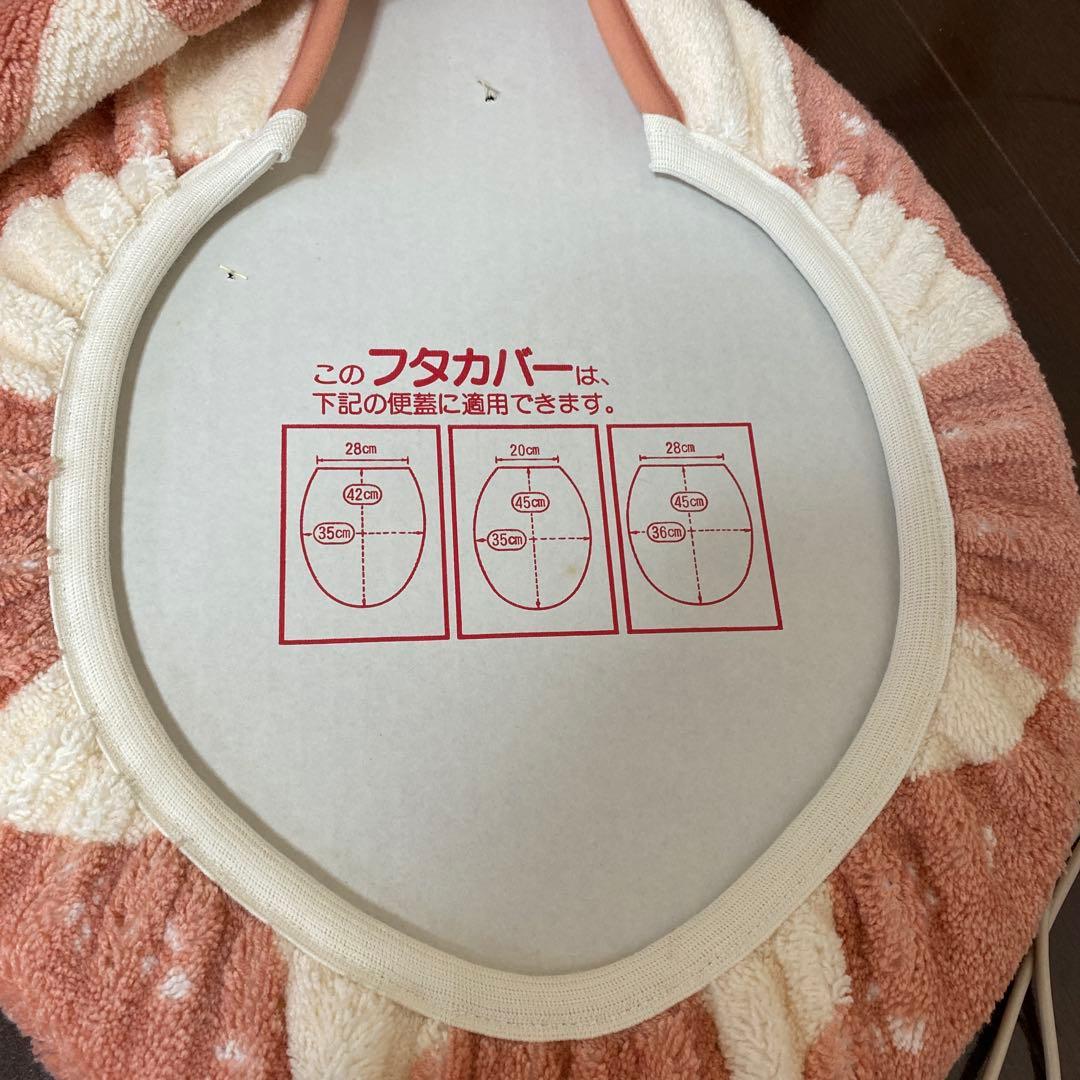 この フタカバーは、
下記の便蓋に適用できます。
28cm
42cm
35cm
20cm
45cm
35cm
28cm
45cm
36cm